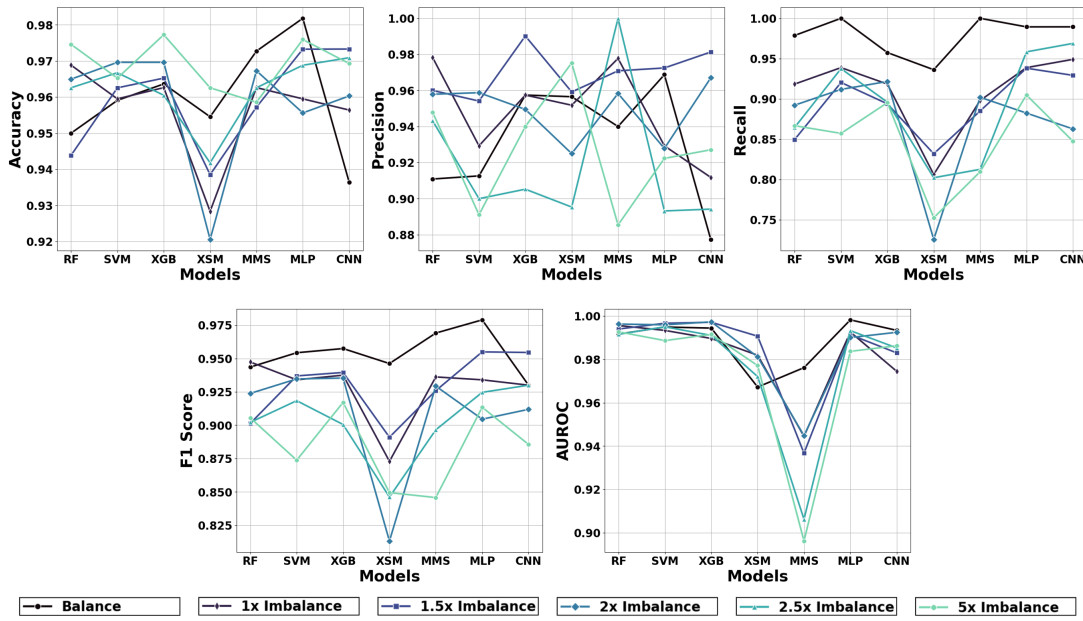 0.98
0.97
0.96
0.95
0.94
0.93
0.92
Accuracy
RF SVM XGB XSM MMS MLP CNN
Models
1.00
0.98
0.96
0.94
0.92
0.90
0.88
Precision
RF SVM XGB XSM MMS MLP CNN
Models
1.00
0.95
0.90
0.85
0.80
0.75
Recall
RF SVM XGB XSM MMS MLP CNN
Models
0.975
0.950
0.925
0.900
0.875
0.850
0.825
F1 Score
RF SVM XGB XSM MMS MLP CNN
Models
1.00
0.98
0.96
0.94
0.92
0.90
AUROC
RF SVM XGB XSM MMS MLP CNN
Models
Balance 1x Imbalance 1.5x Imbalance 2x Imbalance 2.5x Imbalance 5x Imbalance